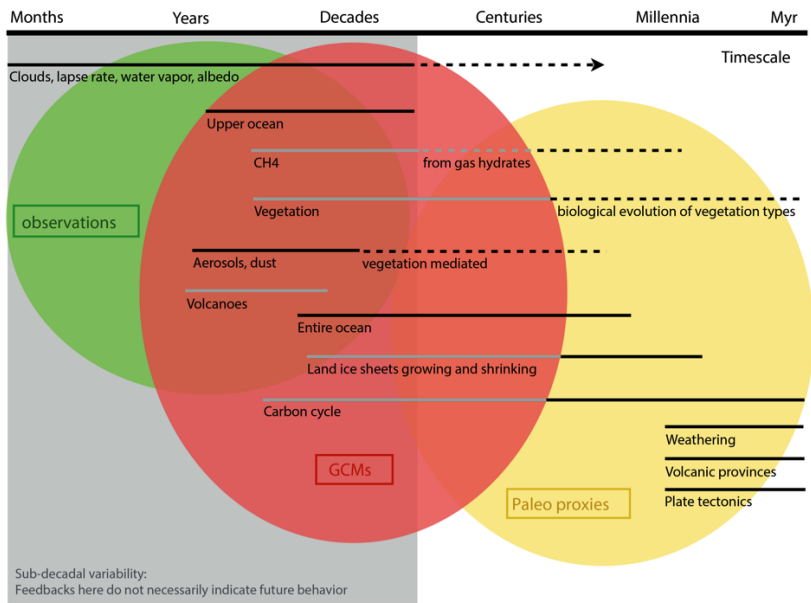 Months Years Decades Centuries Millennia Myr
Timescale
Clouds, lapse rate, water vapor, albedo
Upper ocean
CH4 from gas hydrates
Vegetation biological evolution of vegetation types
observations
Aerosols, dust vegetation mediated
Volcanoes
Entire ocean
Land ice sheets growing and shrinking
Carbon cycle
Weathering
GCMs
Volcanic provinces
Paleo proxies
Plate tectonics
Sub-decadal variability:
Feedbacks here do not necessarily indicate future behavior